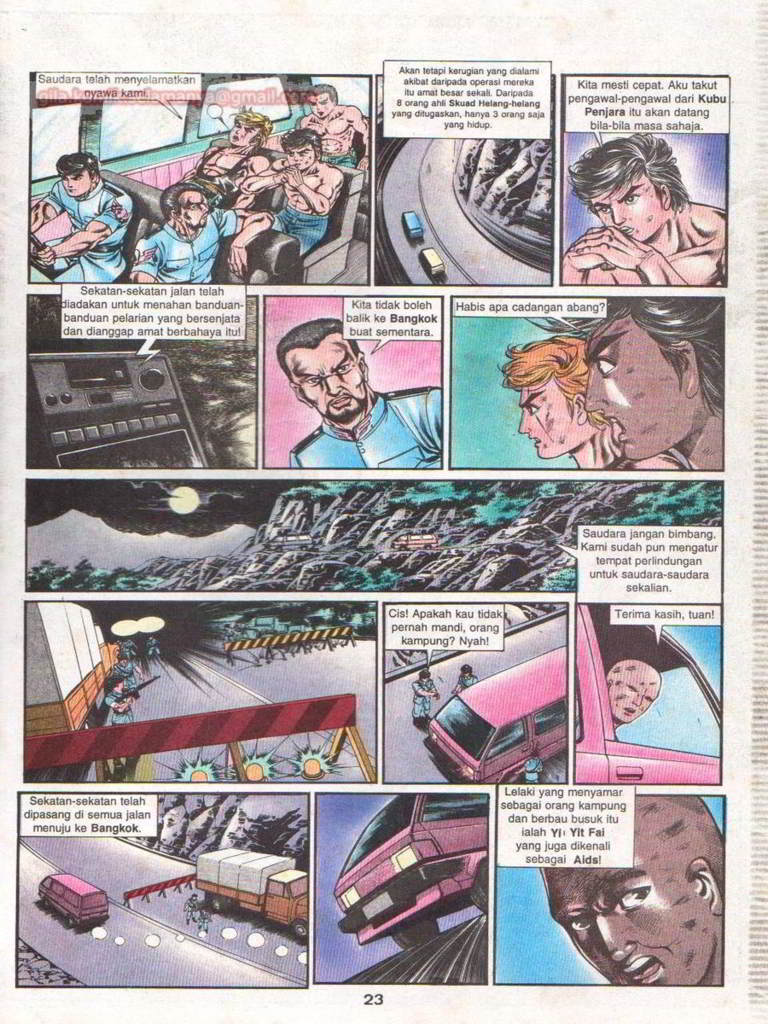 Saudara telah menyelamatkan
nyawa kami.
Akan tetapi kerugian yang dialami
akibat daripada operasi mereka
itu amat besar sekali. Daripada
8 orang ahli Skuad Helang-helang
yang ditugaskan, hanya 3 orang saja
yang hidup.
Kita mesti cepat. Aku takut
pengawal-pengawal dari Kubu
Penjara itu akan datang
bila-bila masa sahaja.
Sekatan-sekatan jalan telah
diadakan untuk menahan banduan-
banduan pelarian yang bersenjata
dan dianggap amat berbahaya itu!
Kita tidak boleh
balik ke Bangkok
buat sementara.
Habis apa cadangan abang?
Saudara jangan bimbang.
Kami sudah pun mengatur
tempat perlindungan
untuk saudara-saudara
sekalian.
Cis! Apakah kau tidak
pernah mandi, orang
kampung? Nyah!
Terima kasih, tuan!
Sekatan-sekatan telah
dipasang di semua jalan
menuju ke Bangkok.
Lelaki yang menyamar
sebagai orang kampung
dan berbau busuk itu
ialah Yit Fai
yang juga dikenali
sebagai Aids!
23